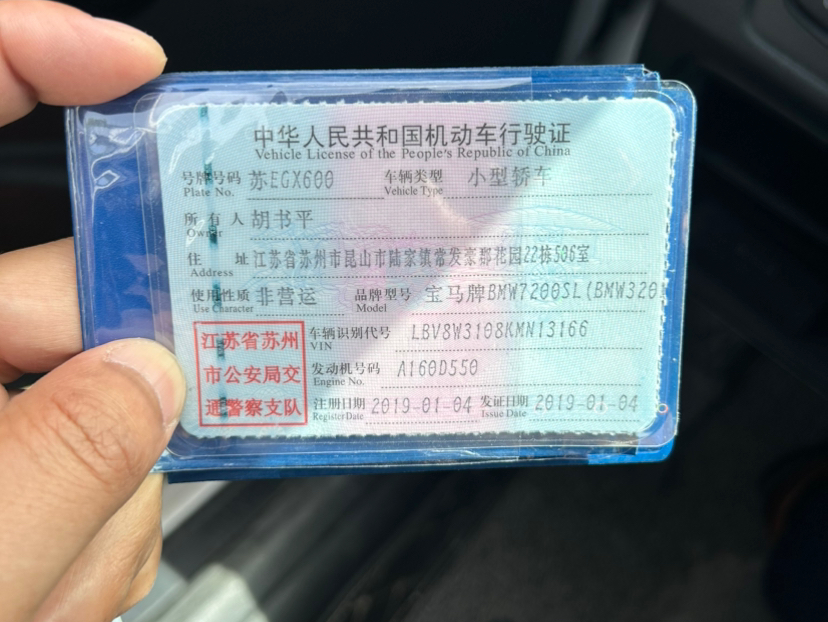 中华人民共和国机动车行驶证
Vehicle License of the People's Republic of China
号牌号码 苏EGX600 车辆类型 小型轿车
Plate No. Vehicle Type
所有人 胡书平
Owner
住址 江苏省苏州市昆山市陆家镇常发豪郡花园22栋506室
Address
使用性质 非营运 品牌型号 宝马牌BMW7200SL(BMW320
Use Character Model
江苏省苏州
市公安局交
通警察支队
车辆识别代号 LBV8W3108KMN13166
VIN
发动机号码 A160D550
Engine No.
注册日期 2019-01-04 发证日期 2019-01-04
Register Date Issue Date